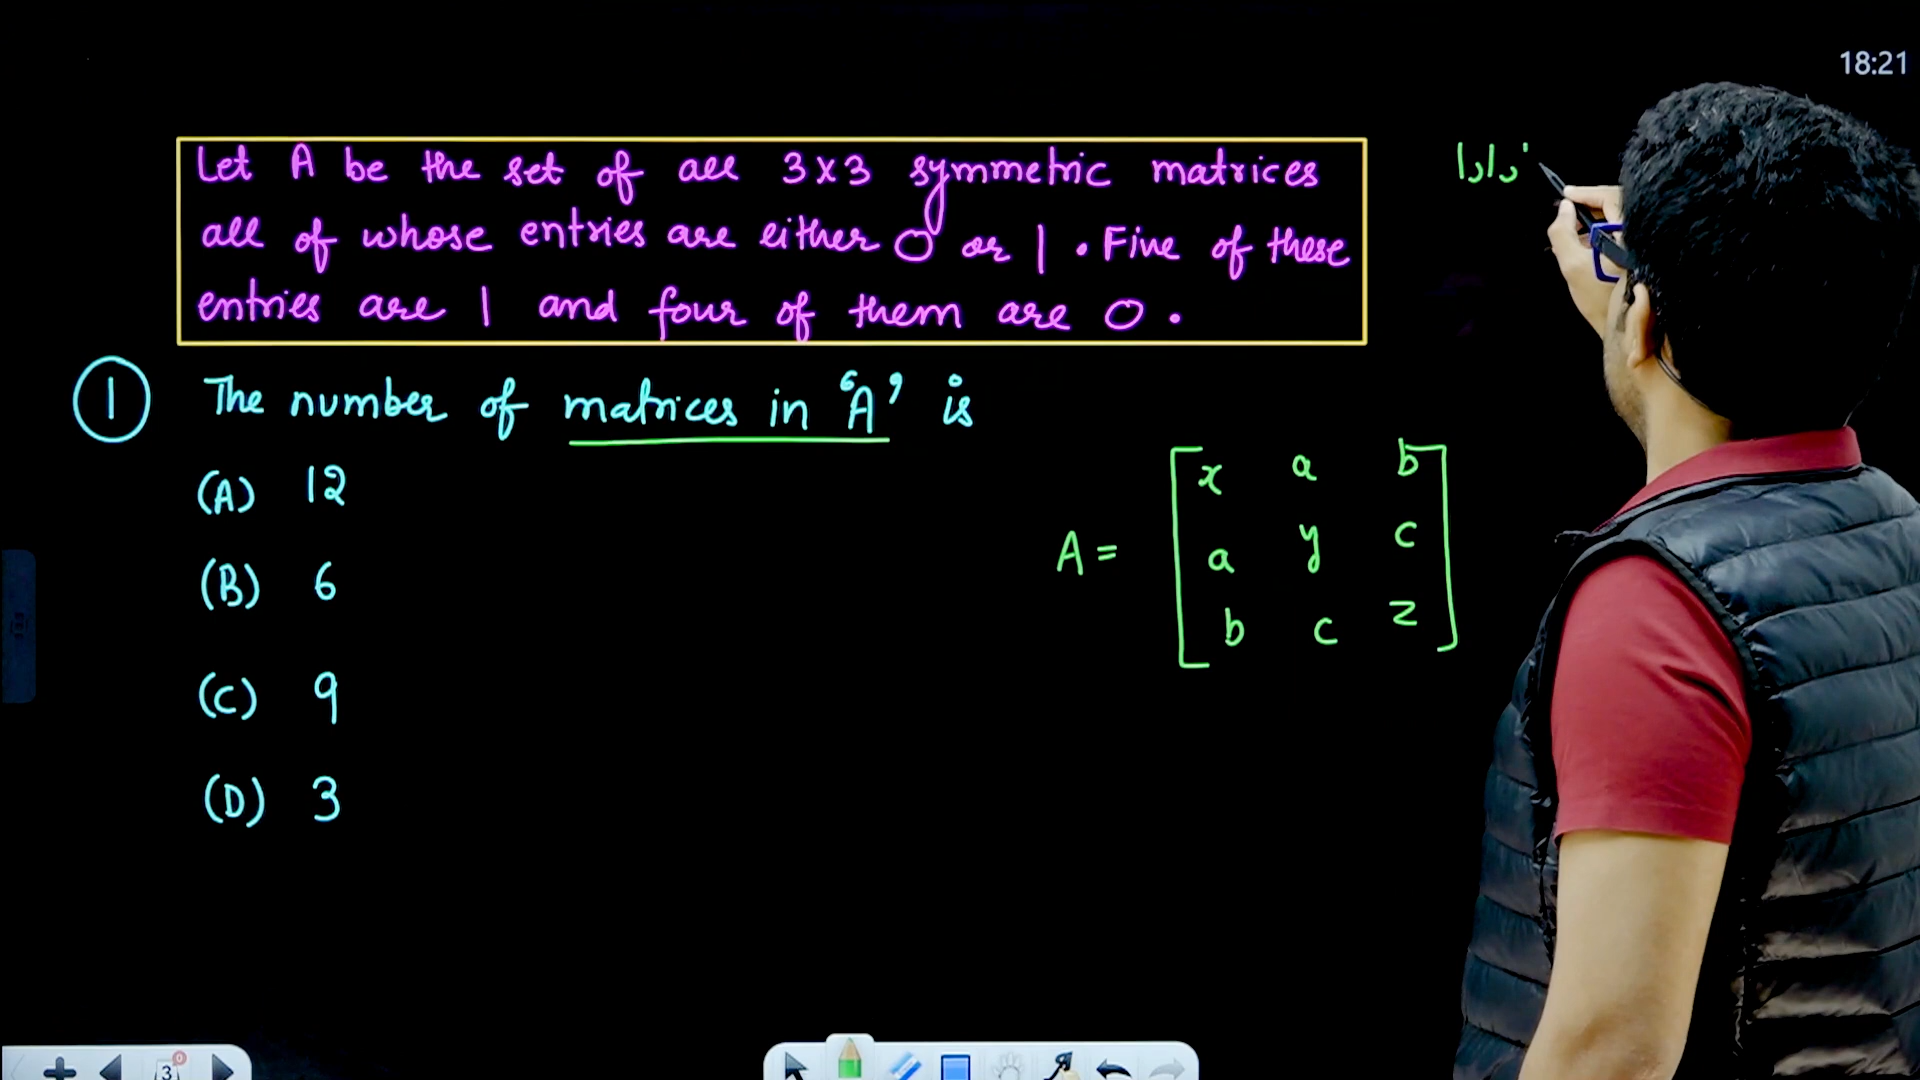 18:21
Let A be the set of all 3x3 symmetric matrices
all of whose entries are either 0 or 1 . Five of these
entries are 1 and four of them are 0 .
1 The number of matrices in 'A' is
(A) 12
(B) 6
(C) 9
(D) 3
1,1,
A =
x a b
a y c
b c z
3
0